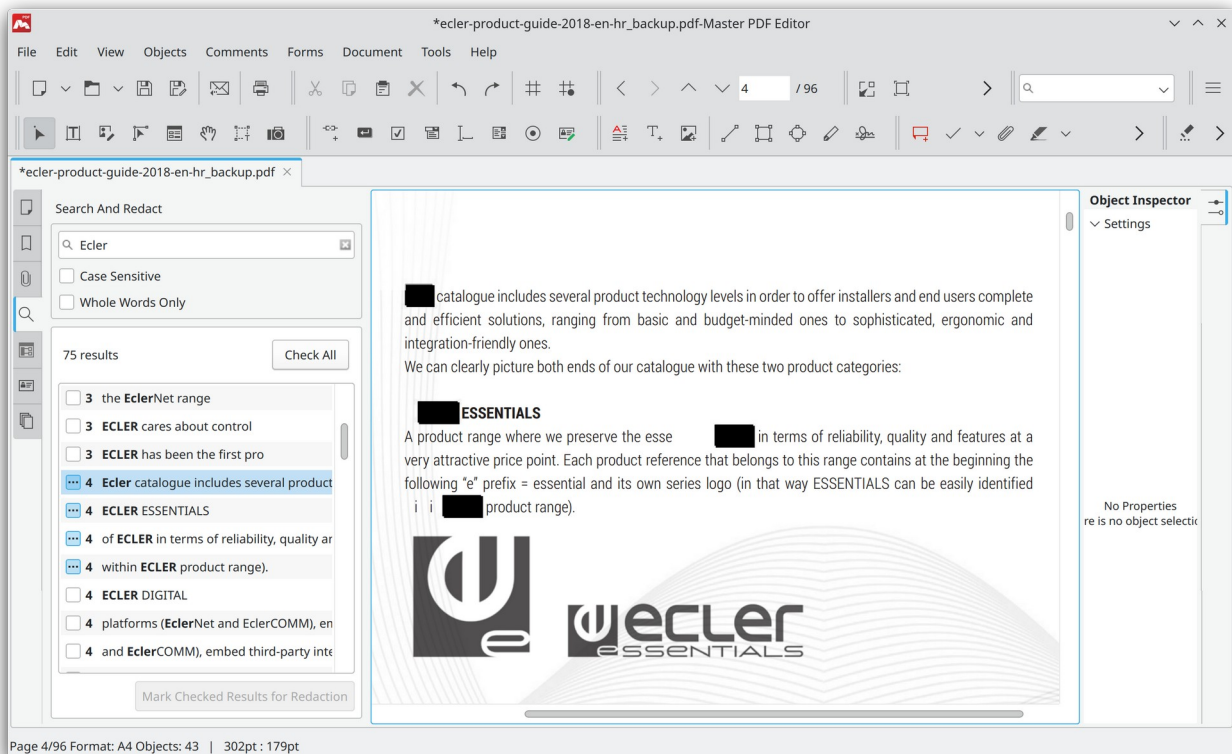 *ecler-product-guide-2018-en-hr_backup.pdf-Master PDF Editor
File Edit View Objects Comments Forms Document Tools Help
4 / 96
*ecler-product-guide-2018-en-hr_backup.pdf
Search And Redact
Ecler
Case Sensitive
Whole Words Only
75 results
Check All
3 the EclerNet range
3 ECLER cares about control
3 ECLER has been the first pro
4 Ecler catalogue includes several product
4 ECLER ESSENTIALS
4 of ECLER in terms of reliability, quality ar
4 within ECLER product range).
4 ECLER DIGITAL
4 platforms (EclerNet and EclerCOMM), en
4 and EclerCOMM), embed third-party inte
Mark Checked Results for Redaction
catalogue includes several product technology levels in order to offer installers and end users complete
and efficient solutions, ranging from basic and budget-minded ones to sophisticated, ergonomic and
integration-friendly ones.
We can clearly picture both ends of our catalogue with these two product categories:
ESSENTIALS
A product range where we preserve the esse in terms of reliability, quality and features at a
very attractive price point. Each product reference that belongs to this range contains at the beginning the
following “e” prefix = essential and its own series logo (in that way ESSENTIALS can be easily identified
i i product range).
e
ecler
essentials
Object Inspector
Settings
No Properties
re is no object selectic
Page 4/96 Format: A4 Objects: 43 | 302pt : 179pt